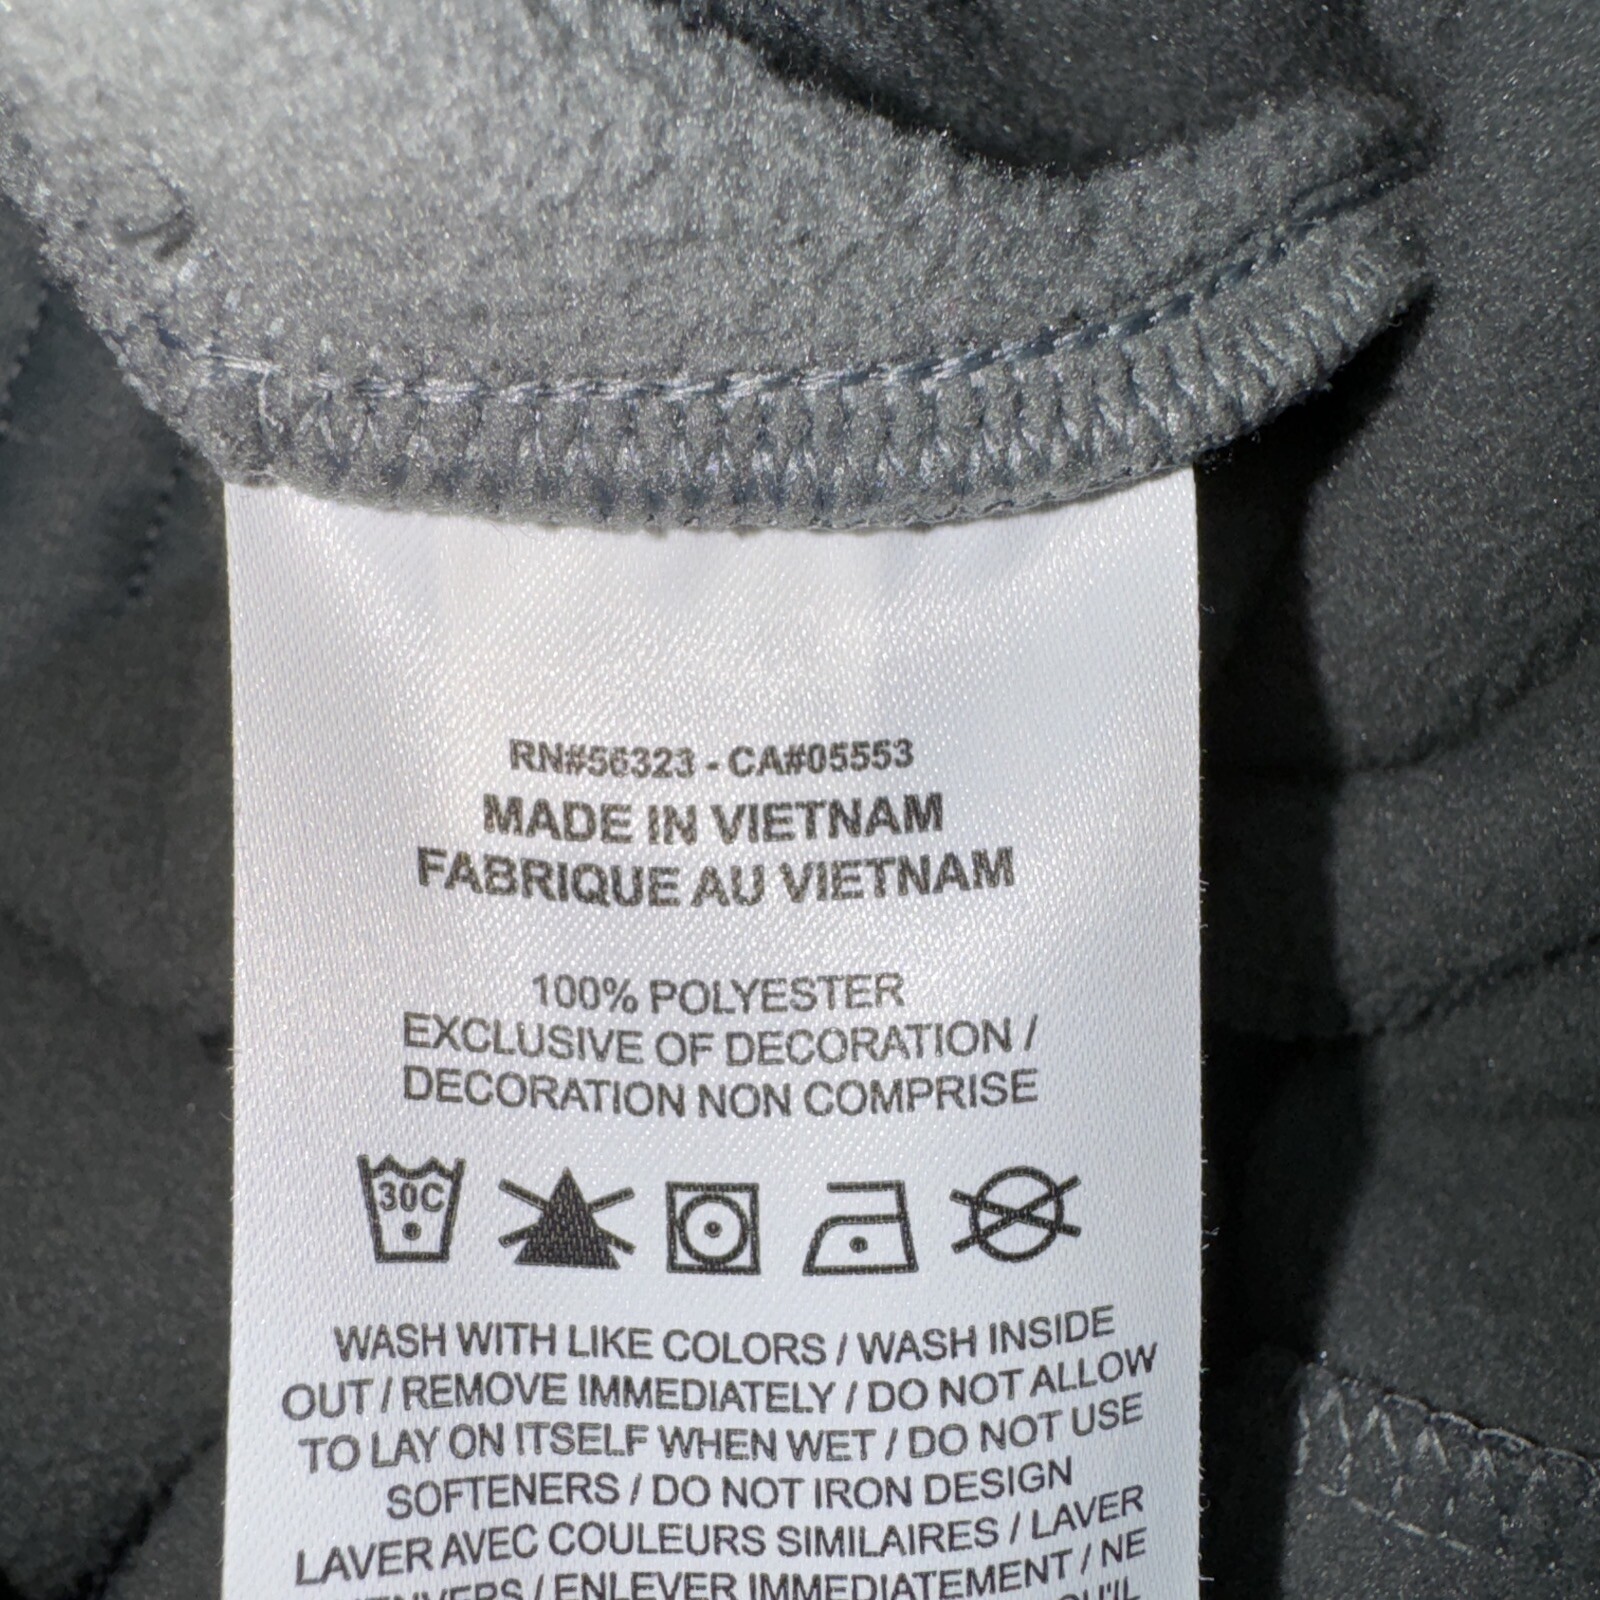 RN#56323 - CA#05553
MADE IN VIETNAM
FABRIQUE AU VIETNAM
100% POLYESTER
EXCLUSIVE OF DECORATION /
DECORATION NON COMPRISE
30C
WASH WITH LIKE COLORS / WASH INSIDE
OUT / REMOVE IMMEDIATELY / DO NOT ALLOW
TO LAY ON ITSELF WHEN WET / DO NOT USE
SOFTENERS / DO NOT IRON DESIGN
LAVER AVEC COULEURS SIMILAIRES / LAVER
/ ENLEVER IMMEDIATEMENT / NE